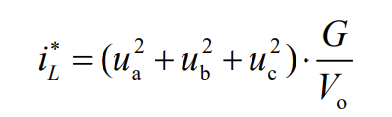 i_L^* = (u_a^2 + u_b^2 + u_c^2) · G/V_o